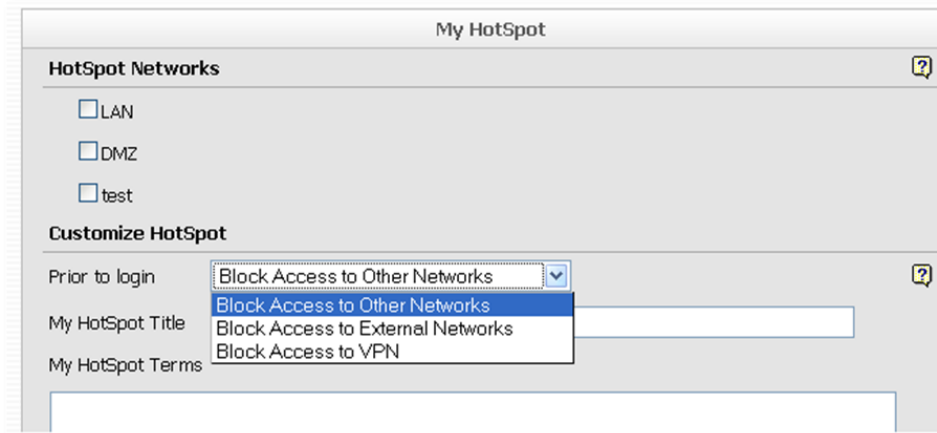 My HotSpot
HotSpot Networks
LAN
DMZ
test
Customize HotSpot
Prior to login Block Access to Other Networks
Block Access to Other Networks
My HotSpot Title
Block Access to External Networks
Block Access to VPN
My HotSpot Terms